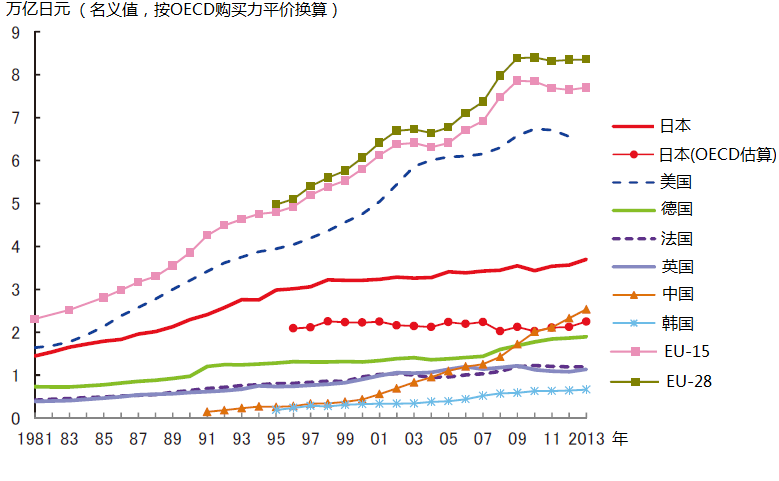 万亿日元（名义值，按OECD购买力平价换算）
9
8
7
6
5
4
3
2
1
0
1981 83 85 87 89 91 93 95 97 99 01 03 05 07 09 11 2013 年
日本
日本(OECD估算)
美国
德国
法国
英国
中国
韩国
EU-15
EU-28